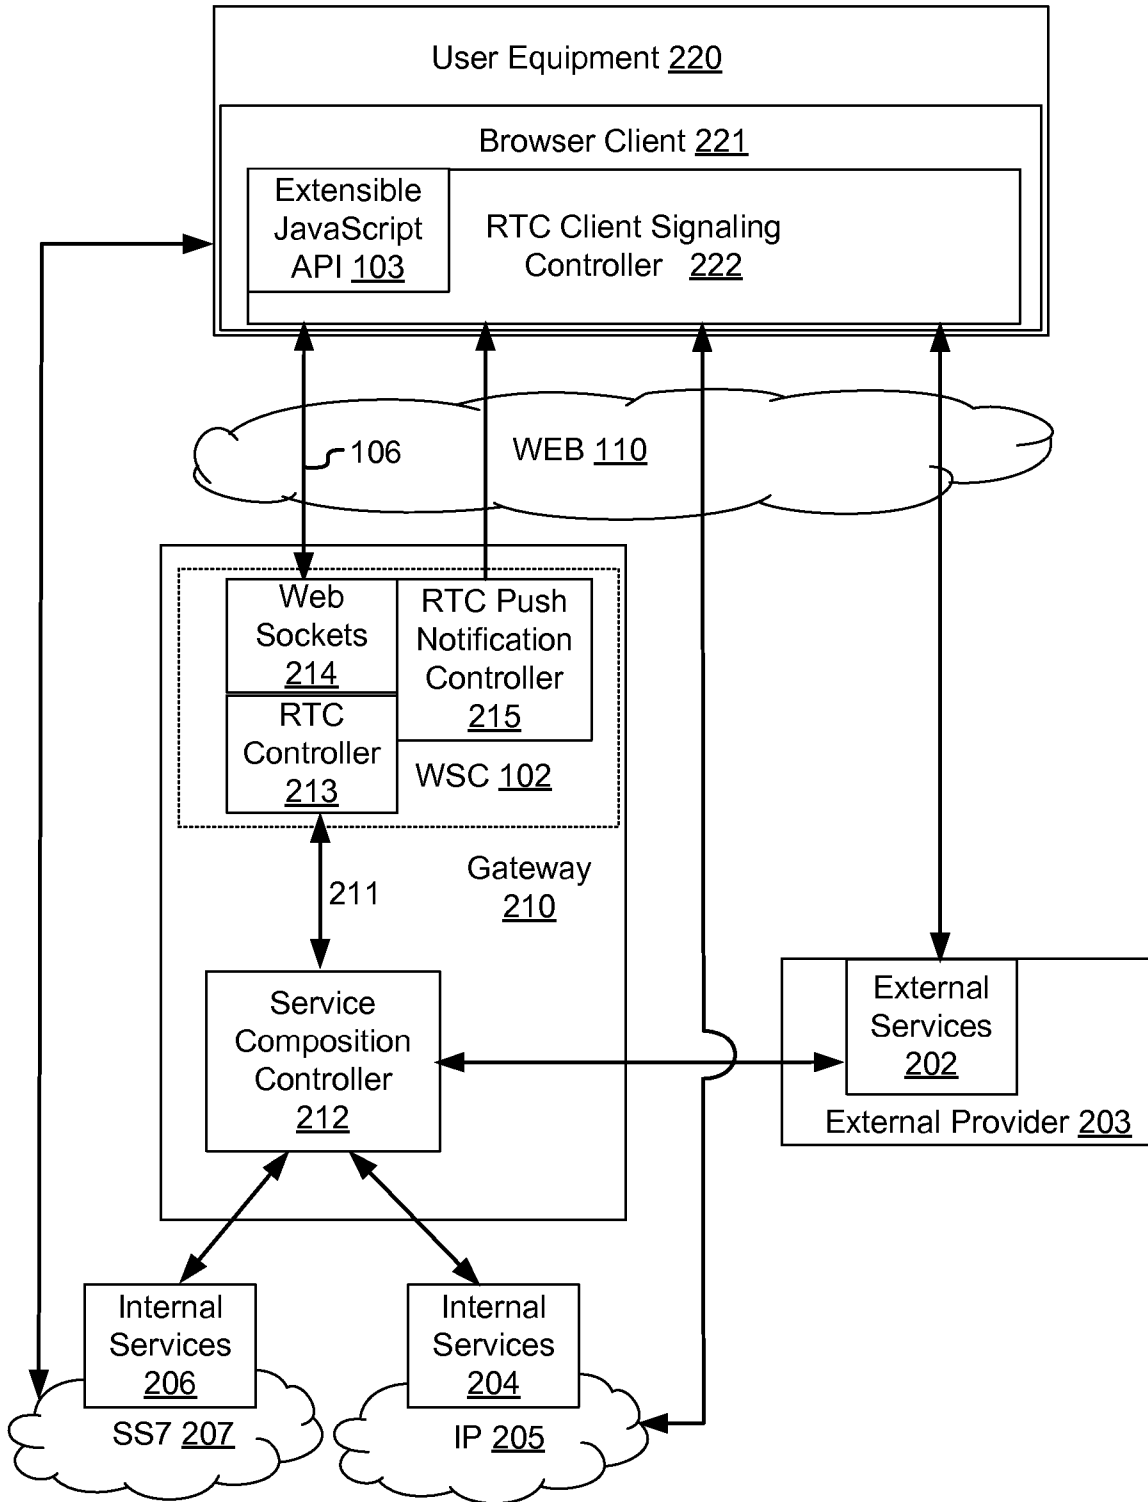 User Equipment 220
Browser Client 221
Extensible
JavaScript
API 103
RTC Client Signaling
Controller 222
106
WEB 110
Web
Sockets
214
RTC Push
Notification
Controller
215
RTC
Controller
213
WSC 102
Gateway
210
211
Service
Composition
Controller
212
External
Services
202
External Provider 203
Internal
Services
206
SS7 207
Internal
Services
204
IP 205